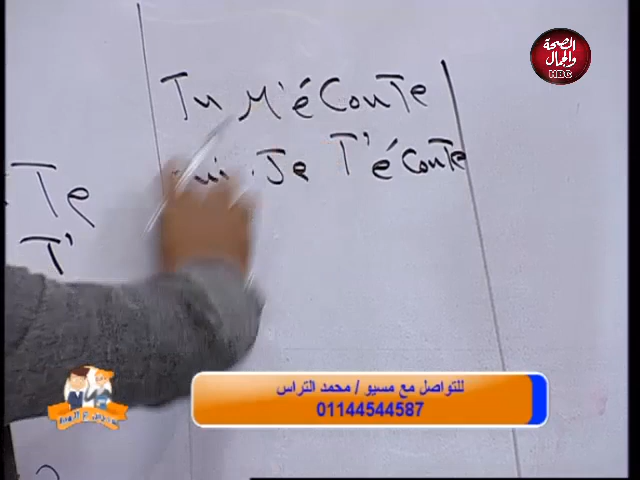 الصحة
والجمال
HBC
Tu M'écouTe
Je T'écouTe
Te
T'
للتواصل مع مسيو / محمد التراس
01144544587